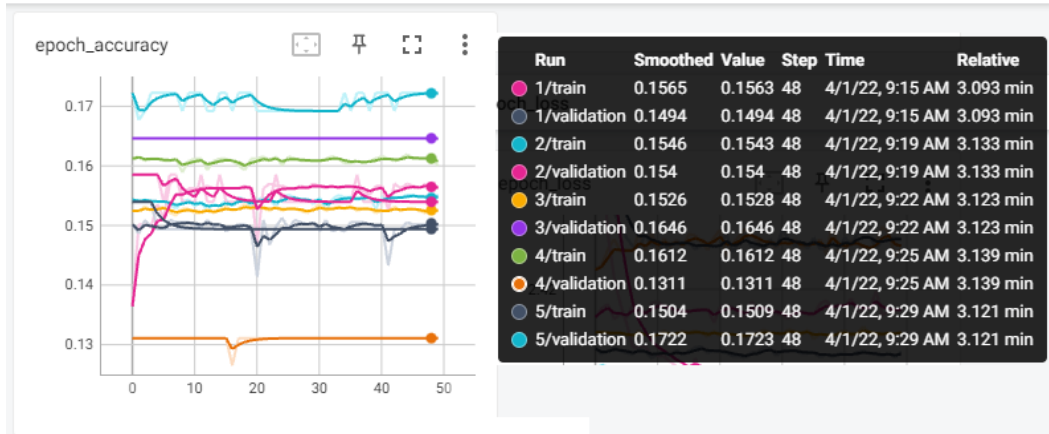 epoch_accuracy
0.17
0.16
0.15
0.14
0.13
0 10 20 30 40 50
Run Smoothed Value Step Time Relative
1/train 0.1565 0.1563 48 4/1/22, 9:15 AM 3.093 min
1/validation 0.1494 0.1494 48 4/1/22, 9:15 AM 3.093 min
2/train 0.1546 0.1543 48 4/1/22, 9:19 AM 3.133 min
2/validation 0.154 0.154 48 4/1/22, 9:19 AM 3.133 min
3/train 0.1526 0.1528 48 4/1/22, 9:22 AM 3.123 min
3/validation 0.1646 0.1646 48 4/1/22, 9:22 AM 3.123 min
4/train 0.1612 0.1612 48 4/1/22, 9:25 AM 3.139 min
4/validation 0.1311 0.1311 48 4/1/22, 9:25 AM 3.139 min
5/train 0.1504 0.1509 48 4/1/22, 9:29 AM 3.121 min
5/validation 0.1722 0.1723 48 4/1/22, 9:29 AM 3.121 min
och_loss
epoch_loss